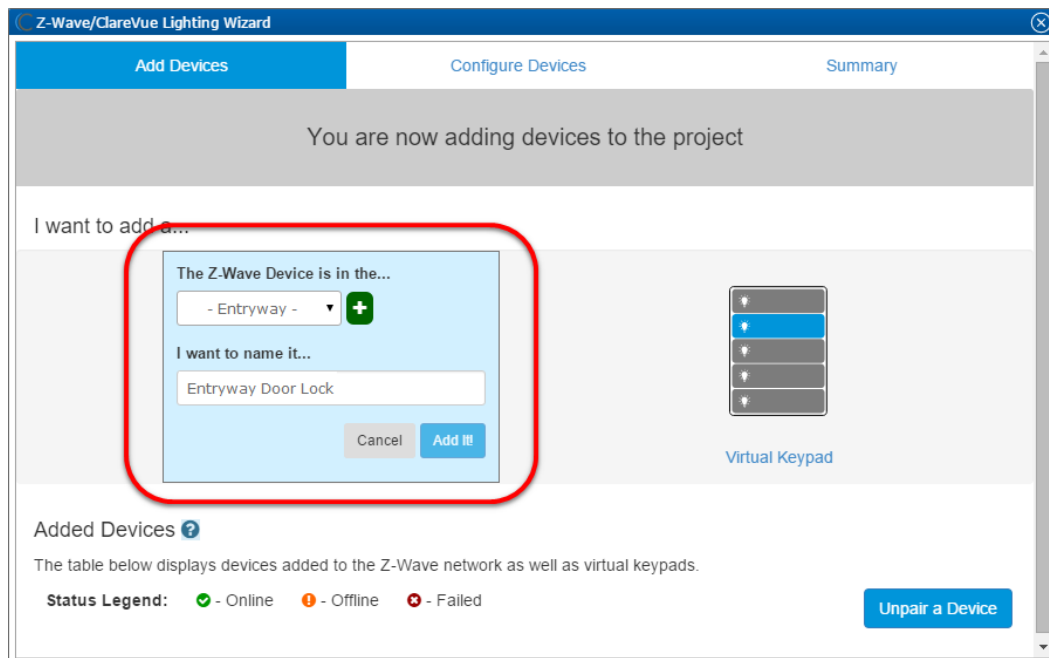 Z-Wave/ClareVue Lighting Wizard
Add Devices Configure Devices Summary
You are now adding devices to the project
I want to add a...
The Z-Wave Device is in the...
- Entryway -
I want to name it...
Entryway Door Lock
Cancel Add It!
Virtual Keypad
Added Devices ?
The table below displays devices added to the Z-Wave network as well as virtual keypads.
Status Legend: - Online ! - Offline - Failed
Unpair a Device